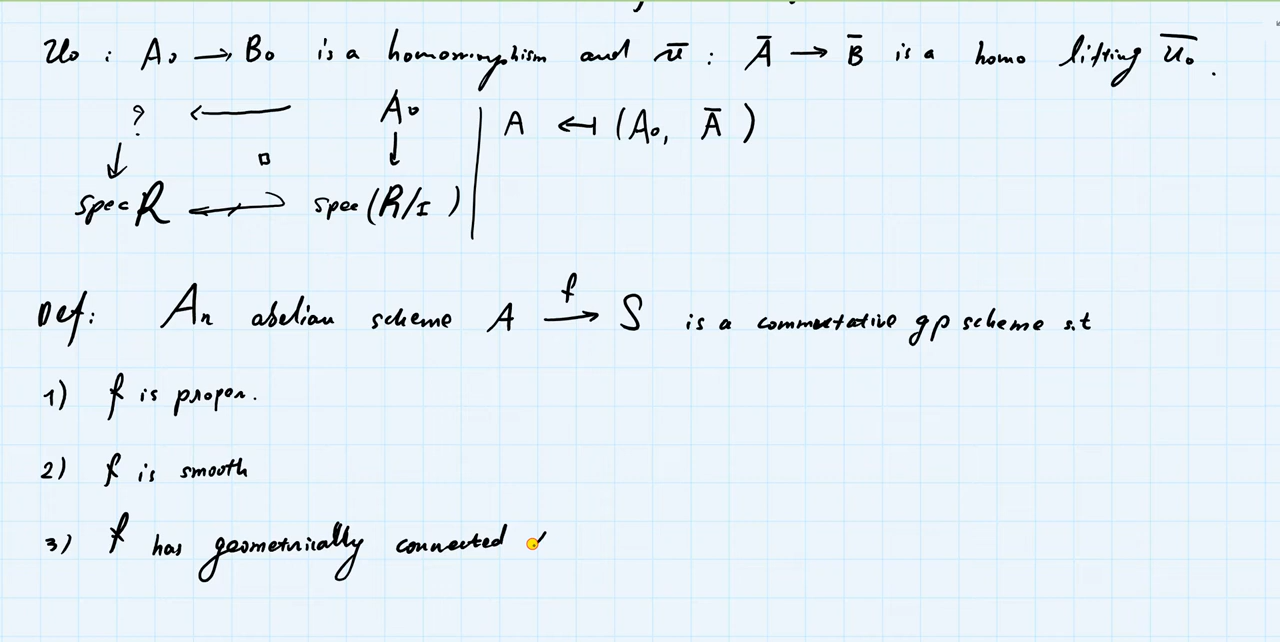 u₀ : A₀ → B₀ is a homomorphism and ū : Ā → B̄ is a homo lifting ū₀.
? ← A₀ | A ↤ (A₀, Ā)
↓ □ ↓
spec R ↩ spec (R/I)
Def: An abelian scheme A →f S is a commutative gp scheme s.t
1) f is proper.
2) f is smooth
3) f has geometrically connected